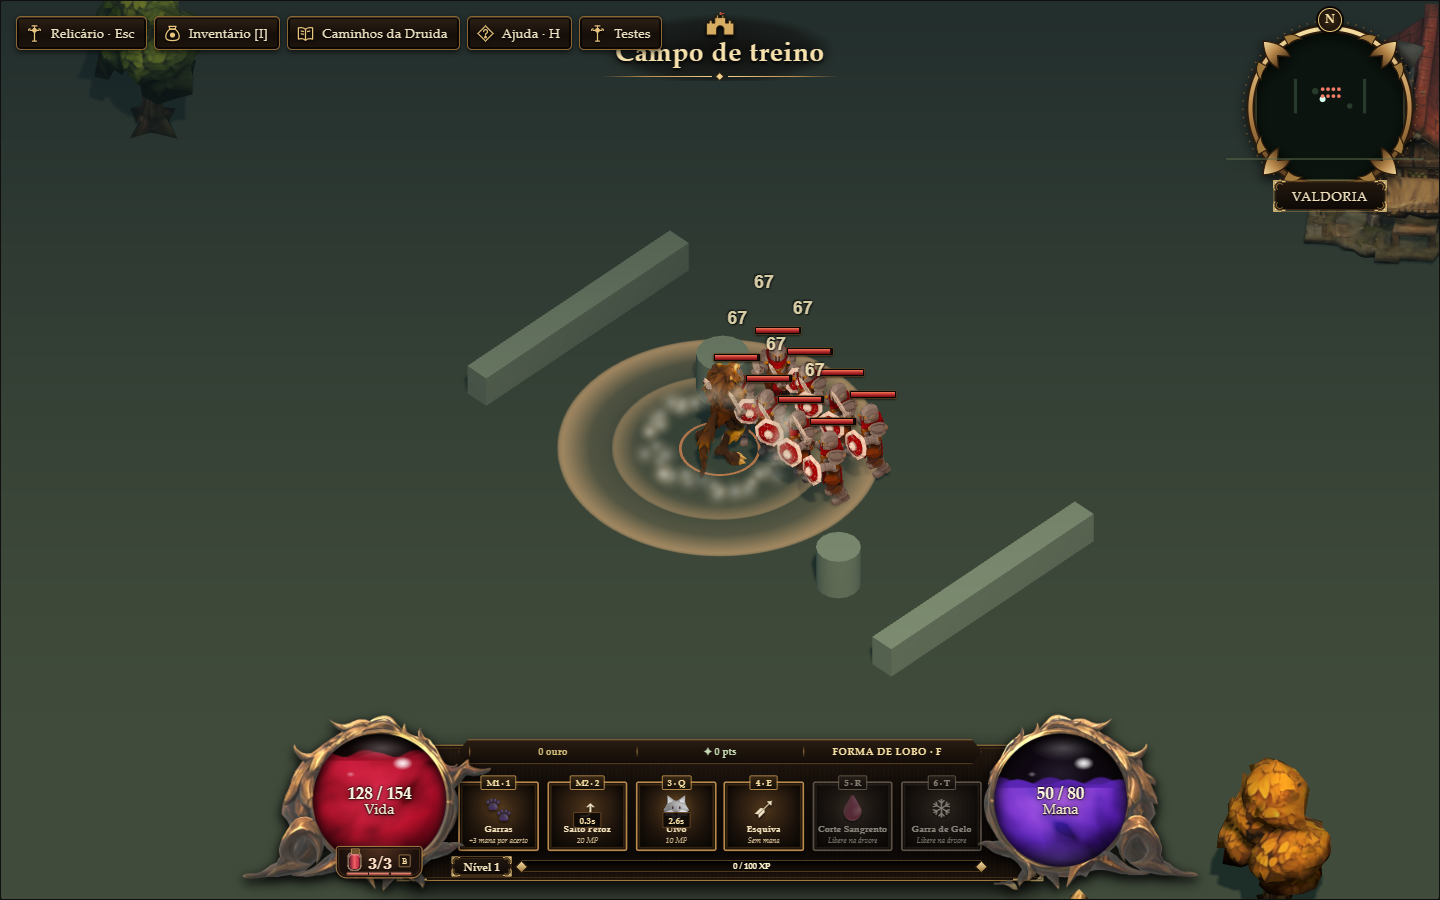 Relicário · Esc
Inventário [I]
Caminhos da Druida
Ajuda · H
Testes
Campo de treino
N
VALDORIA
67
67
67
67
67
0 ouro
0 pts
FORMA DE LOBO · F
128 / 154
Vida
3/3
B
M1 · 1
Garras
+3 mana por acerto
M2 · 2
0.3s
Salto Feroz
20 MP
3 · Q
2.6s
Uivo
10 MP
4 · E
Esquiva
Sem mana
5 · R
Corte Sangrento
Libere na árvore
6 · T
Garra de Gelo
Libere na árvore
50 / 80
Mana
Nível 1
0 / 100 XP